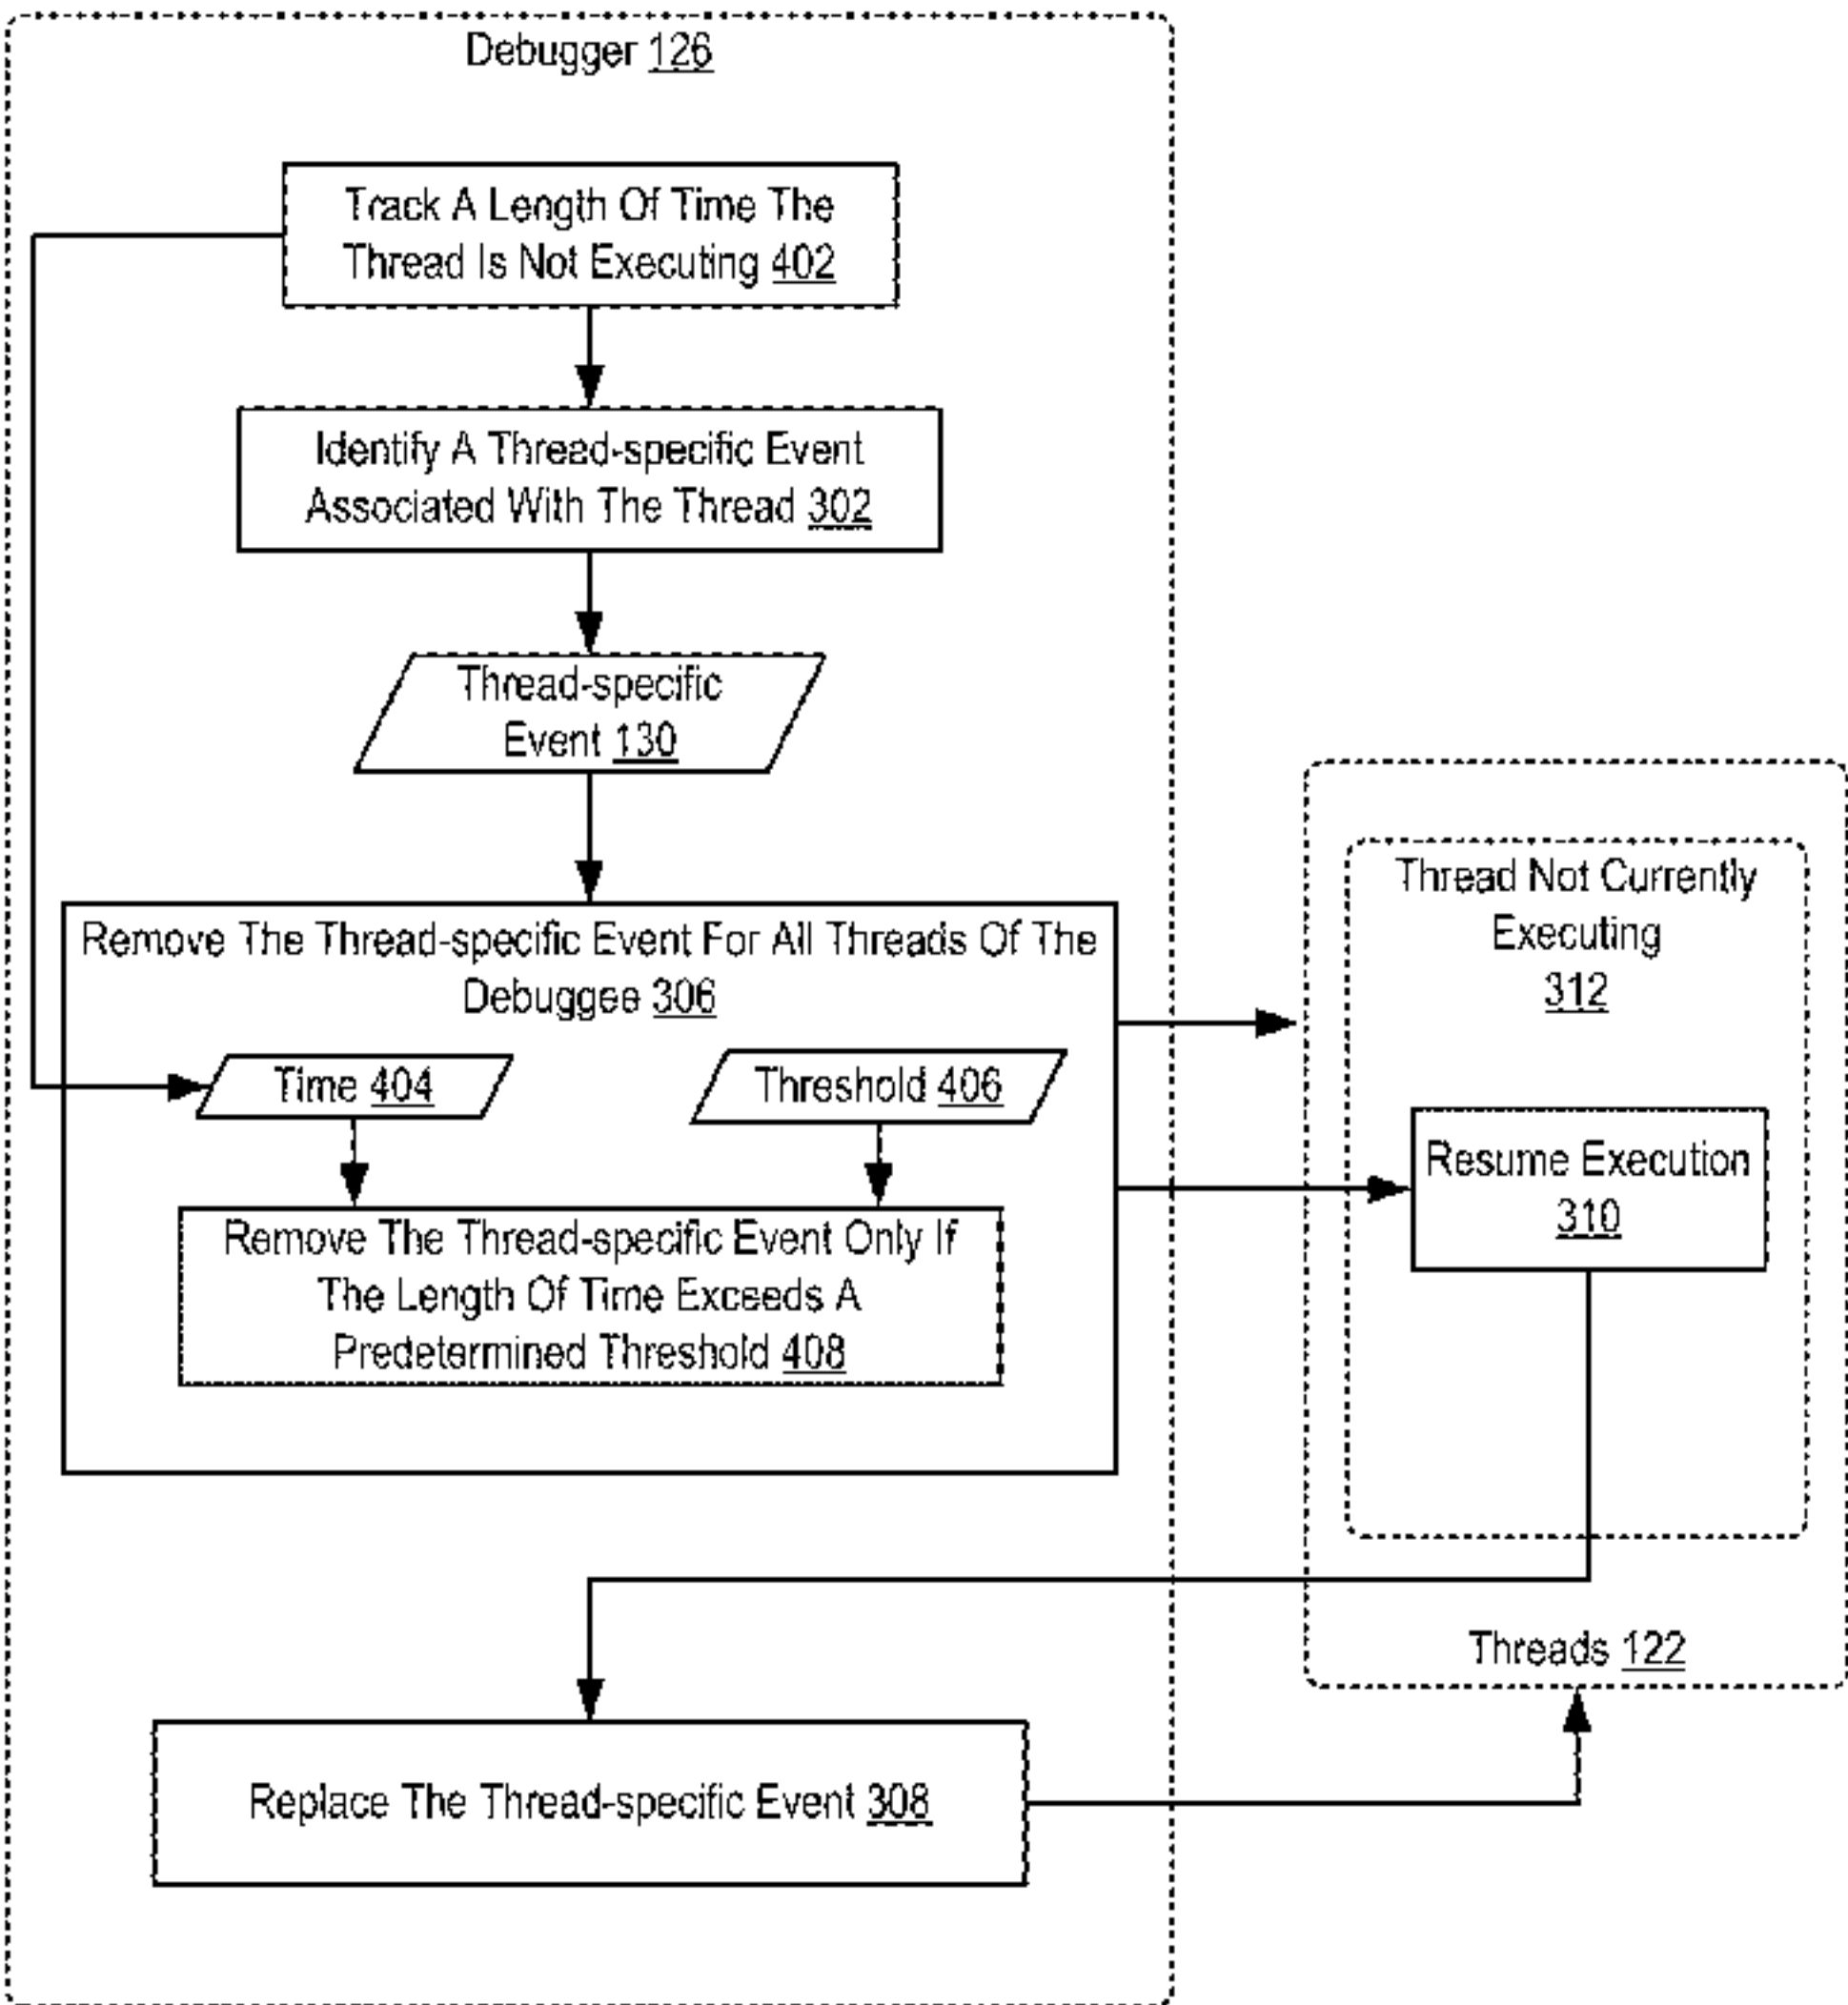 Debugger 126
Track A Length Of Time The
Thread Is Not Executing 402
Identify A Thread-specific Event
Associated With The Thread 302
Thread-specific
Event 130
Remove The Thread-specific Event For All Threads Of The
Debuggee 306
Time 404
Threshold 406
Remove The Thread-specific Event Only If
The Length Of Time Exceeds A
Predetermined Threshold 408
Thread Not Currently
Executing
312
Resume Execution
310
Threads 122
Replace The Thread-specific Event 308